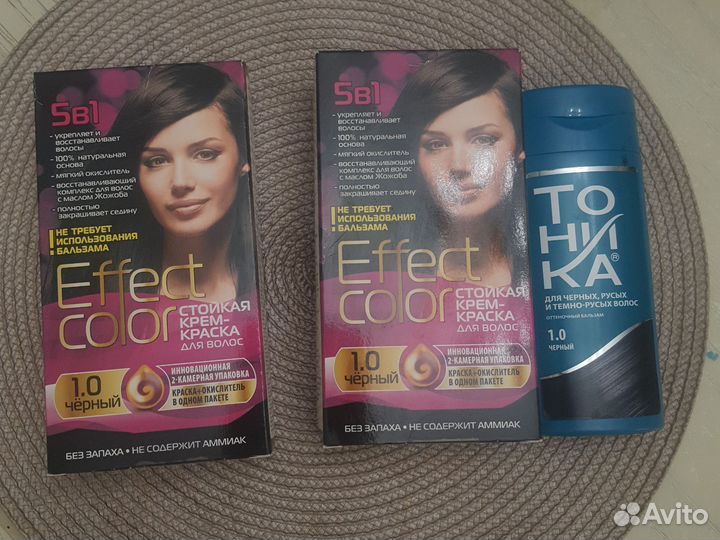 5в1
- укрепляет и
восстанавливает
волосы
- 100% натуральная
основа
- мягкий окислитель
- восстанавливающий
комплекс для волос
с маслом Жожоба
- полностью
закрашивает седину
! НЕ ТРЕБУЕТ
ИСПОЛЬЗОВАНИЯ
БАЛЬЗАМА
Effect
color
СТОЙКАЯ
КРЕМ-
КРАСКА
ДЛЯ ВОЛОС
1.0
чёрный
ИННОВАЦИОННАЯ
2-КАМЕРНАЯ УПАКОВКА
КРАСКА+ОКИСЛИТЕЛЬ
В ОДНОМ ПАКЕТЕ
БЕЗ ЗАПАХА • НЕ СОДЕРЖИТ АММИАК
5в1
- укрепляет и
восстанавливает
волосы
- 100% натуральная
основа
- мягкий окислитель
- восстанавливающий
комплекс для волос
с маслом Жожоба
- полностью
закрашивает седину
! НЕ ТРЕБУЕТ
ИСПОЛЬЗОВАНИЯ
БАЛЬЗАМА
Effect
color
СТОЙКАЯ
КРЕМ-
КРАСКА
ДЛЯ ВОЛОС
1.0
чёрный
ИННОВАЦИОННАЯ
2-КАМЕРНАЯ УПАКОВКА
КРАСКА+ОКИСЛИТЕЛЬ
В ОДНОМ ПАКЕТЕ
БЕЗ ЗАПАХА • НЕ СОДЕРЖИТ АММИАК
ТО
НИ
КА®
ДЛЯ ЧЕРНЫХ, РУСЫХ
И ТЕМНО-РУСЫХ ВОЛОС
ОТТЕНОЧНЫЙ БАЛЬЗАМ
1.0
ЧЕРНЫЙ
Avito